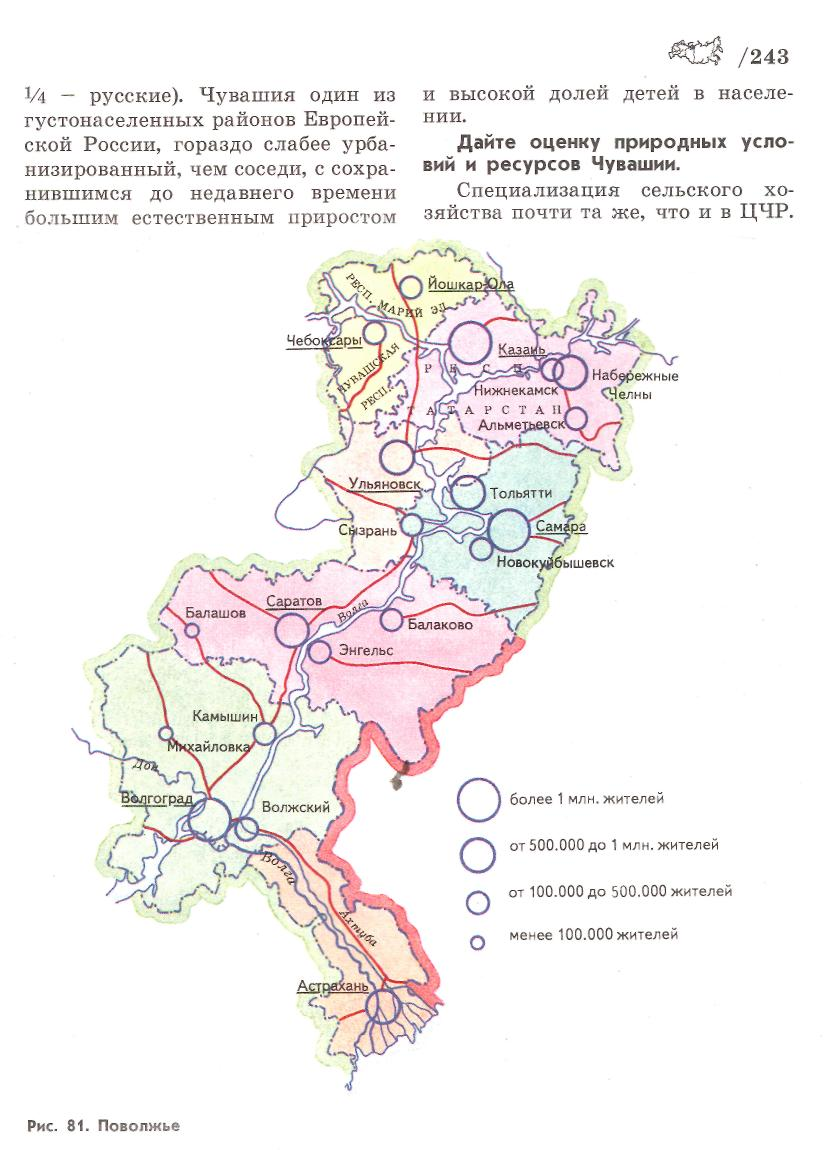 /243
¼ — русские). Чувашия один из
густонаселенных районов Европей-
ской России, гораздо слабее урба-
низированный, чем соседи, с сохра-
нившимся до недавнего времени
большим естественным приростом
и высокой долей детей в населе-
нии.
Дайте оценку природных усло-
вий и ресурсов Чувашии.
Специализация сельского хо-
зяйства почти та же, что и в ЦЧР.
Йошкар-Ола
РЕСП. МАРИЙ ЭЛ
Чебоксары
ЧУВАШСКАЯ
РЕСП.
Казань
РЕСП.
ТАТАРСТАН
Нижнекамск
Набережные
Челны
Альметьевск
Ульяновск
Тольятти
Сызрань
Самара
Новокуйбышевск
Саратов
Волга
Балашов
Балаково
Энгельс
Камышин
Михайловка
Дон
Волгоград
Волжский
Волга
Ахтуба
Астрахань
более 1 млн. жителей
от 500.000 до 1 млн. жителей
от 100.000 до 500.000 жителей
менее 100.000 жителей
Рис. 81. Поволжье